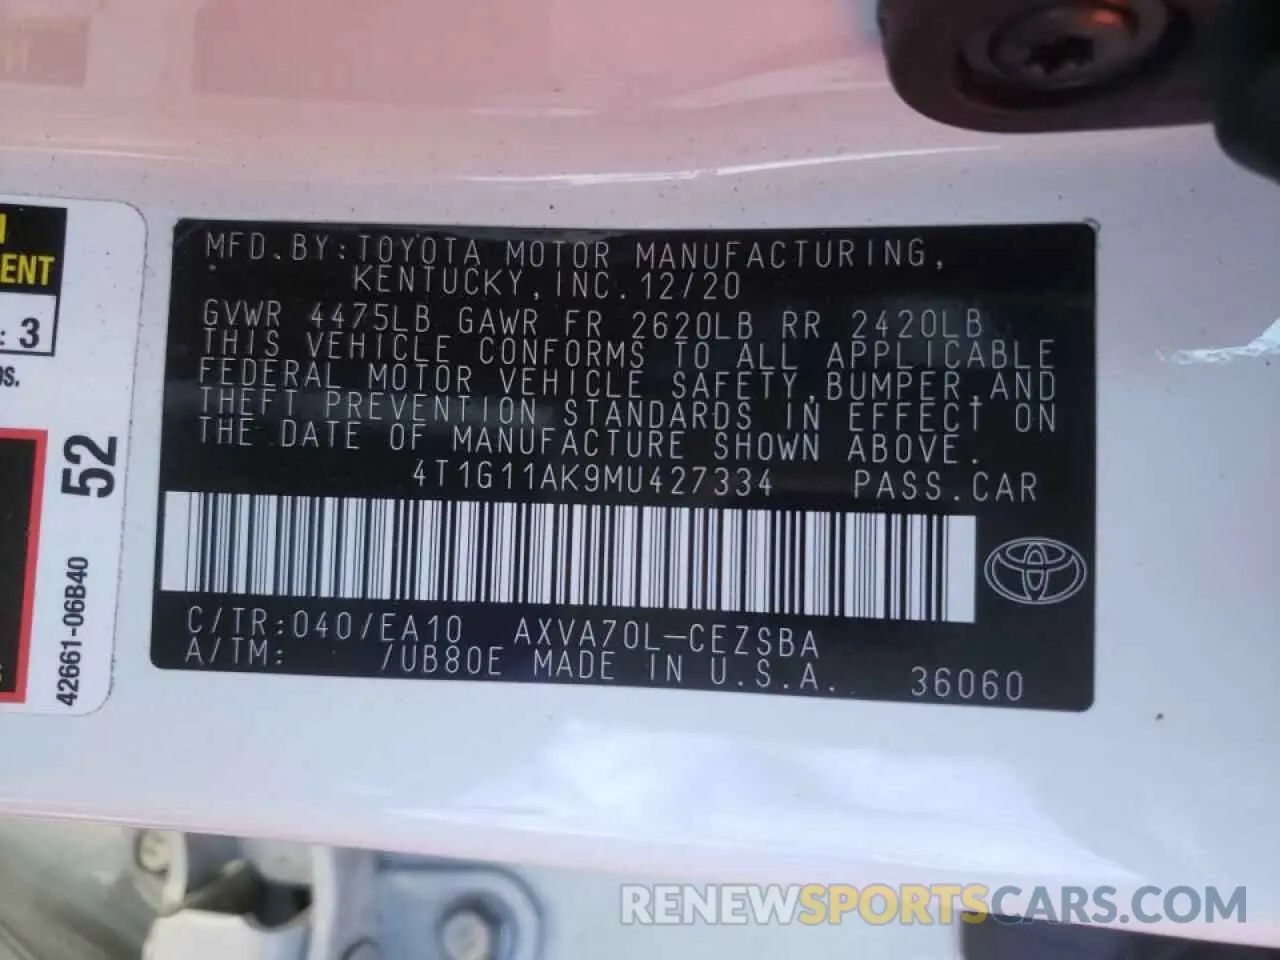 ENT
: 3
52
42661-06B40
MFD.BY:TOYOTA MOTOR MANUFACTURING,
KENTUCKY,INC.12/20
GVWR 4475LB GAWR FR 2620LB RR 2420LB
THIS VEHICLE CONFORMS TO ALL APPLICABLE
FEDERAL MOTOR VEHICLE SAFETY,BUMPER,AND
THEFT PREVENTION STANDARDS IN EFFECT ON
THE DATE OF MANUFACTURE SHOWN ABOVE.
4T1G11AK9MU427334 PASS.CAR
C/TR:040/EA10 AXVA70L-CEZSBA
A/TM: /UB80E MADE IN U.S.A. 36060
RENEWSPORTSCARS.COM